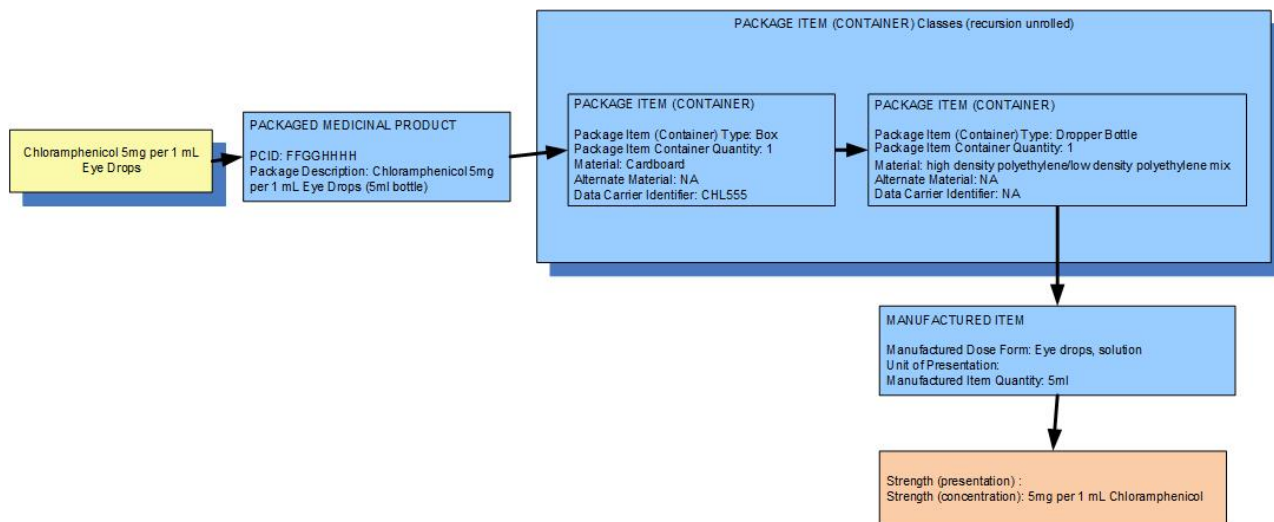 PACKAGE ITEM (CONTAINER) Classes (recursion unrolled)
Chloramphenicol 5mg per 1 mL
Eye Drops
PACKAGED MEDICINAL PRODUCT
PCID: FFGGHHHH
Package Description: Chloramphenicol 5mg
per 1 mL Eye Drops (5ml bottle)
PACKAGE ITEM (CONTAINER)
Package Item (Container) Type: Box
Package Item Container Quantity: 1
Material: Cardboard
Alternate Material: NA
Data Carrier Identifier: CHL555
PACKAGE ITEM (CONTAINER)
Package Item (Container) Type: Dropper Bottle
Package Item Container Quantity: 1
Material: high density polyethylene/low density polyethylene mix
Alternate Material: NA
Data Carrier Identifier: NA
MANUFACTURED ITEM
Manufactured Dose Form: Eye drops, solution
Unit of Presentation:
Manufactured Item Quantity: 5ml
Strength (presentation) :
Strength (concentration): 5mg per 1 mL Chloramphenicol